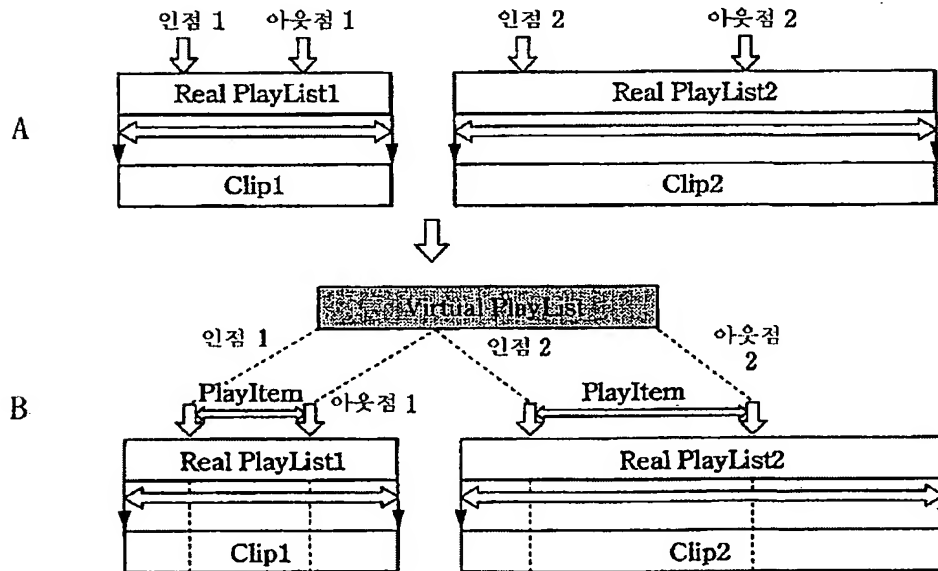 인점 1 아웃점 1 인점 2 아웃점 2
Real PlayList1 Real PlayList2
A
Clip1 Clip2
Virtual PlayList
인점 1 인점 2 아웃점
2
PlayItem 아웃점 1 PlayItem
B
Real PlayList1 Real PlayList2
Clip1 Clip2